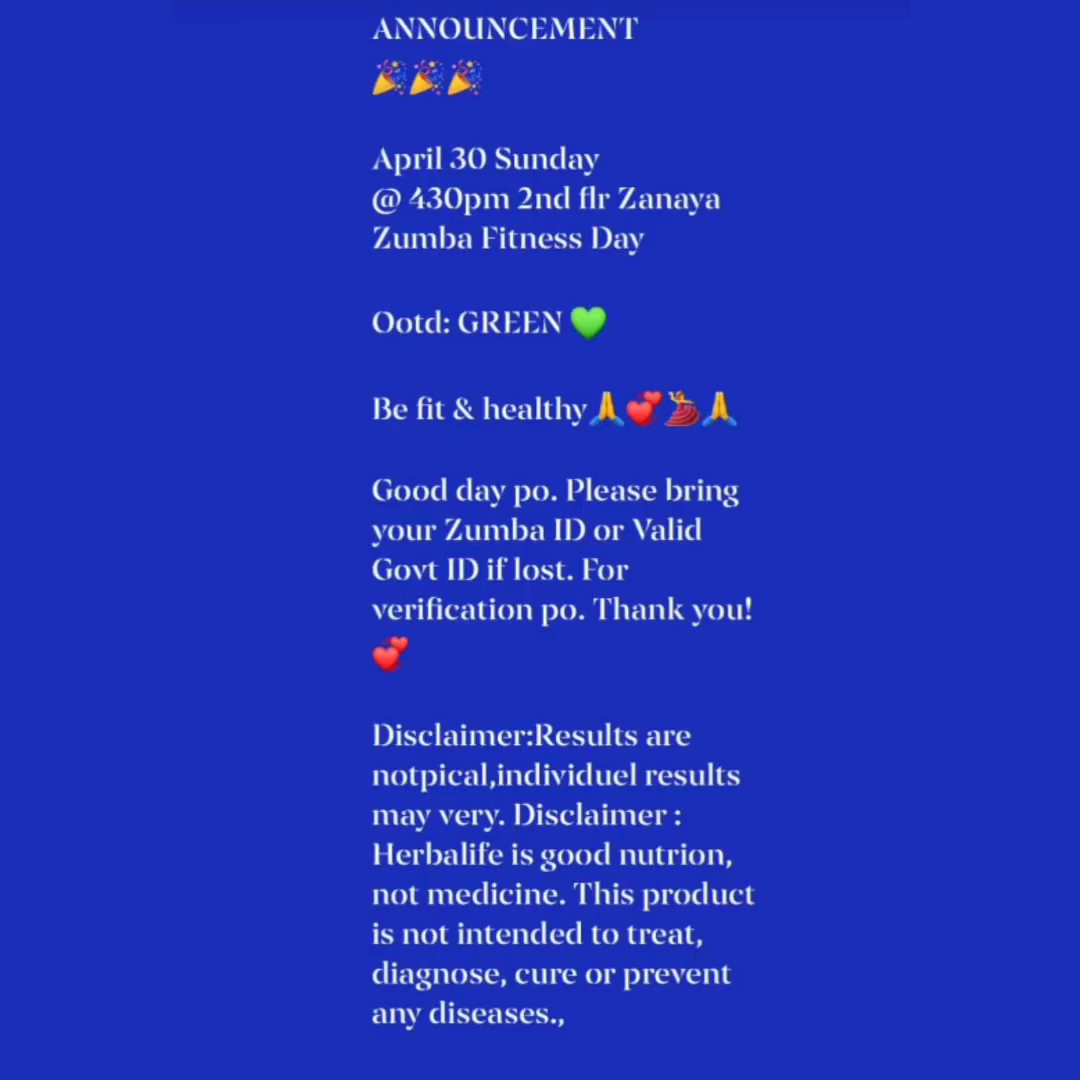 ANNOUNCEMENT
🎉🎉🎉
April 30 Sunday
@ 430pm 2nd flr Zanaya
Zumba Fitness Day
Ootd: GREEN 💚
Be fit & healthy🙏💞💃🙏
Good day po. Please bring
your Zumba ID or Valid
Govt ID if lost. For
verification po. Thank you!
💞
Disclaimer:Results are
notpical,individuel results
may very. Disclaimer :
Herbalife is good nutrion,
not medicine. This product
is not intended to treat,
diagnose, cure or prevent
any diseases.,